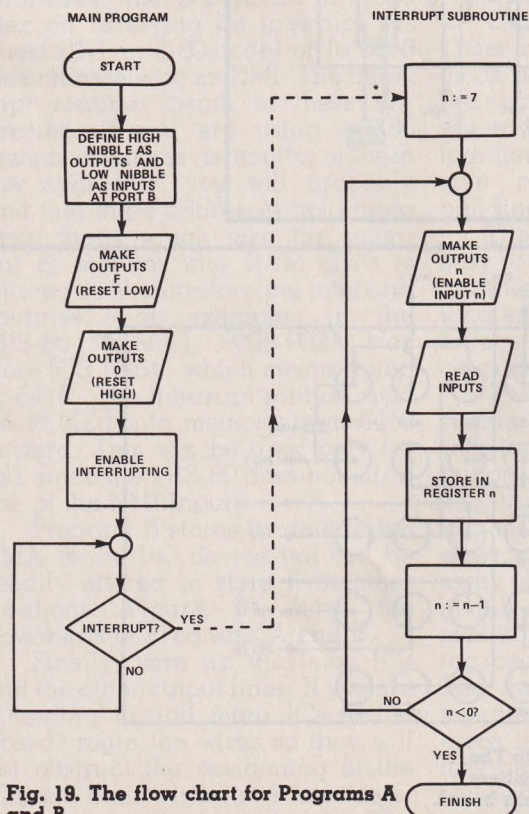 MAIN PROGRAM
START
DEFINE HIGH
NIBBLE AS
OUTPUTS AND
LOW NIBBLE
AS INPUTS
AT PORT B
MAKE
OUTPUTS
F
(RESET LOW)
MAKE
OUTPUTS
0
(RESET
HIGH)
ENABLE
INTERRUPTING
INTERRUPT?
YES
NO
INTERRUPT SUBROUTINE
*
n := 7
MAKE
OUTPUTS
n
(ENABLE
INPUT n)
READ
INPUTS
STORE IN
REGISTER n
n := n–1
n<0?
NO
YES
FINISH
Fig. 19. The flow chart for Programs A
and B